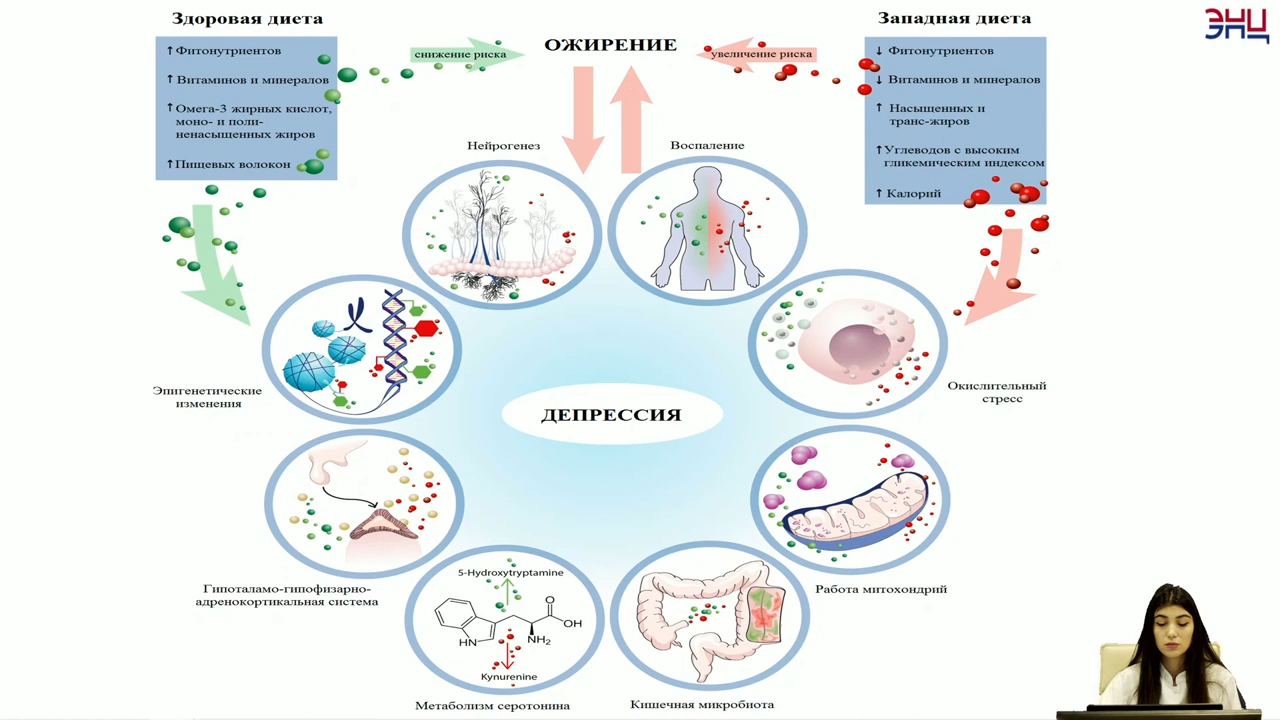 Здоровая диета
↑ Фитонутриентов
↑ Витаминов и минералов
↑ Омега-3 жирных кислот,
моно- и поли-
ненасыщенных жиров
↑ Пищевых волокон
снижение риска
ОЖИРЕНИЕ
увеличение риска
Западная диета
↓ Фитонутриентов
↓ Витаминов и минералов
↑ Насыщенных и
транс-жиров
↑ Углеводов с высоким
гликемическим индексом
↑ Калорий
ЭНЦ
Нейрогенез
Воспаление
Эпигенетические
изменения
Окислительный
стресс
ДЕПРЕССИЯ
Гипоталамо-гипофизарно-
адренокортикальная система
Работа митохондрий
5-Hydroxytryptamine
O
OH
HN
NH₂
Kynurenine
Метаболизм серотонина
Кишечная микробиота